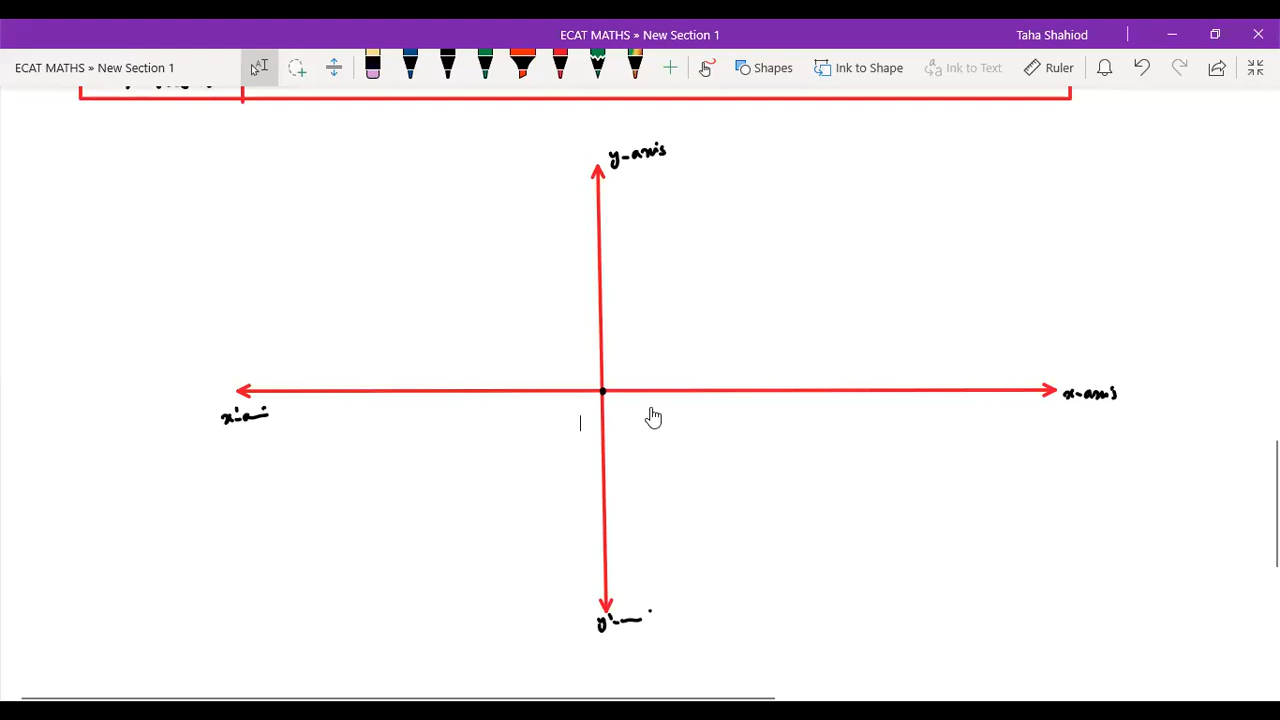 ECAT MATHS » New Section 1
Taha Shahiod
ECAT MATHS » New Section 1
Shapes
Ink to Shape
Ink to Text
Ruler
y-axis
x-axis
x'-a
y'-